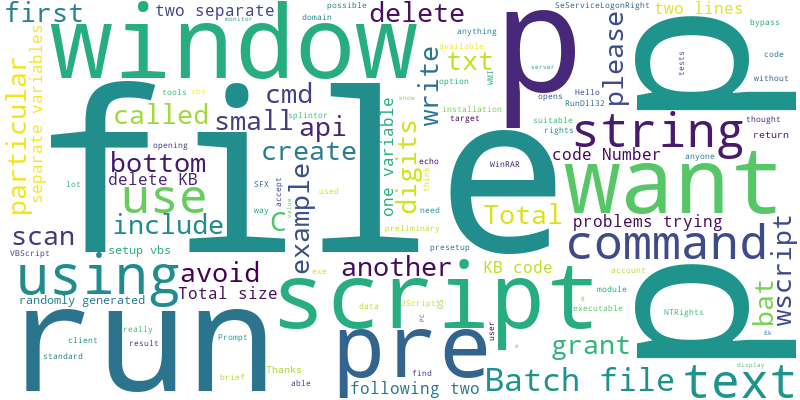 first
two separate
possible
domain
monitor
delete
SeServiceLogonRight
two lines
window
p
a
anything
bypass
particular
separate variables
tools
vbs
cmd
txt
available
WMI
option
write
please
tests
code
server
without
file
called
small
api
splintor
know
installation
target
opens
Hello
RunDll32
suitable
rights
string
thought
return
bottom
opening
create
one variable
digits
echo
WinRAR
code Number
anyone
delete KB
use
SFX
accept
value
way
example
used
think
need
want
lot
include
C
Total
problems trying
scan
setup vbs
preliminary
presetup
command
wscript
VBScript
using
avoid
another
KB code
account
bat
randomly generated
Total size
exe
data
JScript
OS
script
module
executable
if
NTRights
a
run
client
really
standard
result
Prompt
PC
pre
user
find
grant
brief
Thanks
able
following two
Batch file
text
display
Ek